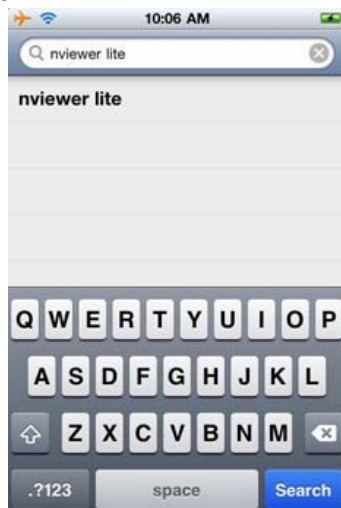 10:06 AM
nviewer lite
nviewer lite
Q W E R T Y U I O P
A S D F G H J K L
Z X C V B N M
.?123 space Search